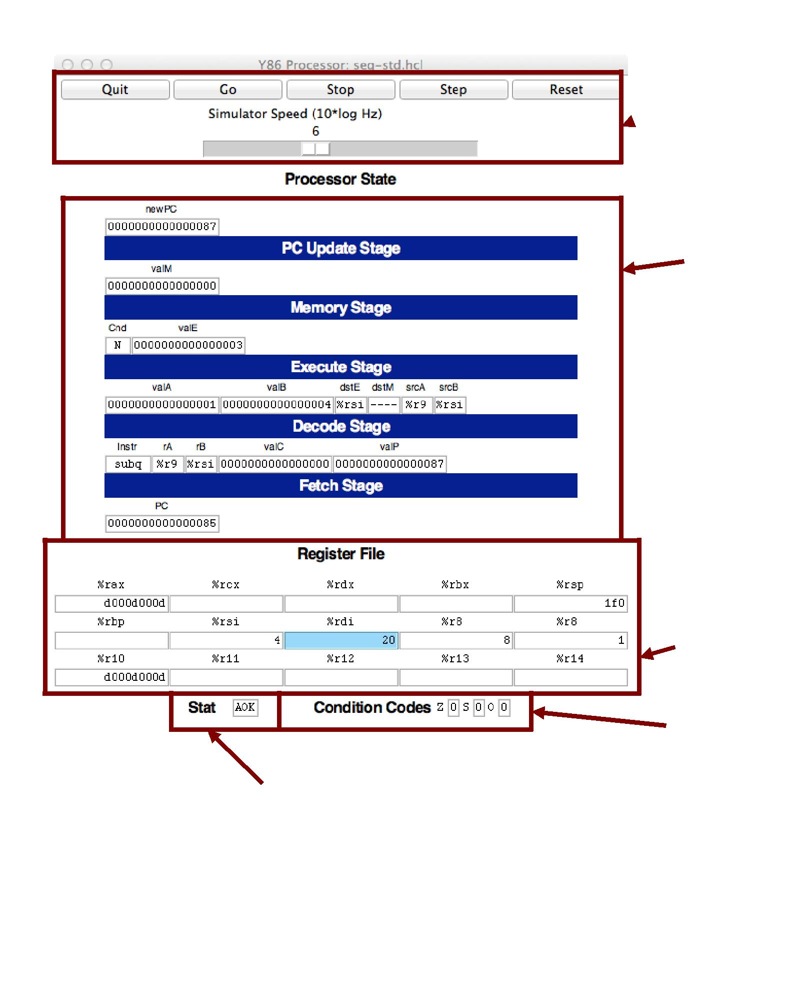 Y86 Processor: seq-std.hcl
Quit Go Stop Step Reset
Simulator Speed (10*log Hz)
6
Processor State
newPC
0000000000000087
PC Update Stage
valM
0000000000000000
Memory Stage
Cnd valE
N 0000000000000003
Execute Stage
valA valB dstE dstM srcA srcB
0000000000000001 0000000000000004 %rsi ---- %r9 %rsi
Decode Stage
Instr rA rB valC valP
subq %r9 %rsi 0000000000000000 0000000000000087
Fetch Stage
PC
0000000000000085
Register File
%rax %rcx %rdx %rbx %rsp
d000d000d 1f0
%rbp %rsi %rdi %r8 %r8
4 20 8 1
%r10 %r11 %r12 %r13 %r14
d000d000d
Stat AOK Condition Codes Z 0 S 0 O 0